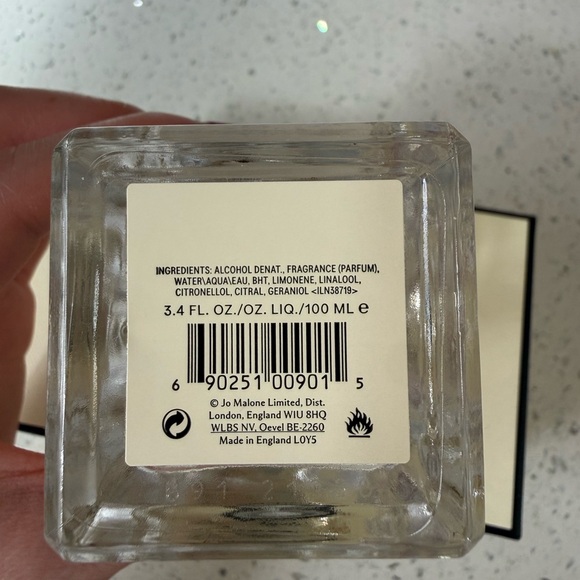 INGREDIENTS: ALCOHOL DENAT., FRAGRANCE (PARFUM),
WATER\AQUA\EAU, BHT, LIMONENE, LINALOOL,
CITRONELLOL, CITRAL, GERANIOL <ILN38719>
3.4 FL. OZ./OZ. LIQ./100 ML ℮
6 90251 00901 5
© Jo Malone Limited, Dist.
London, England W1U 8HQ
WLBS NV, Oevel BE-2260
Made in England L0Y5